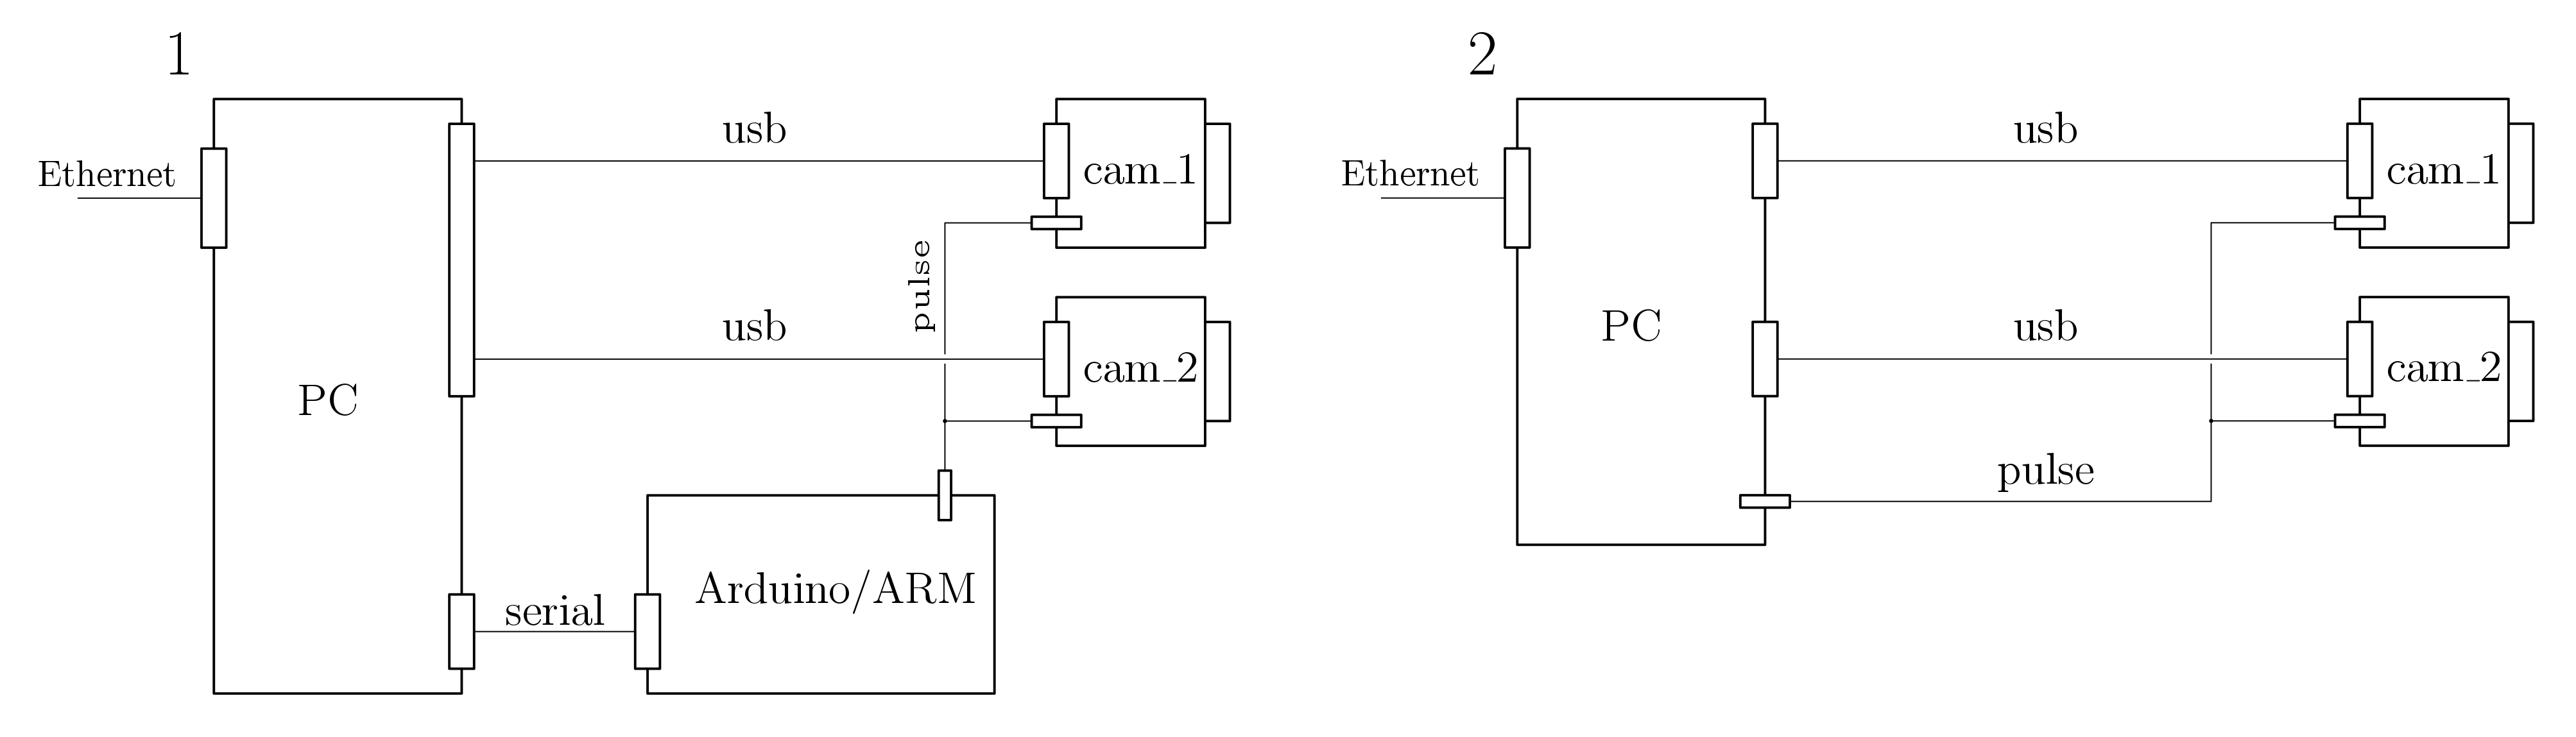 1
usb
cam_1
Ethernet
pulse
usb
cam_2
PC
Arduino/ARM
serial
2
usb
cam_1
Ethernet
usb
PC
cam_2
pulse